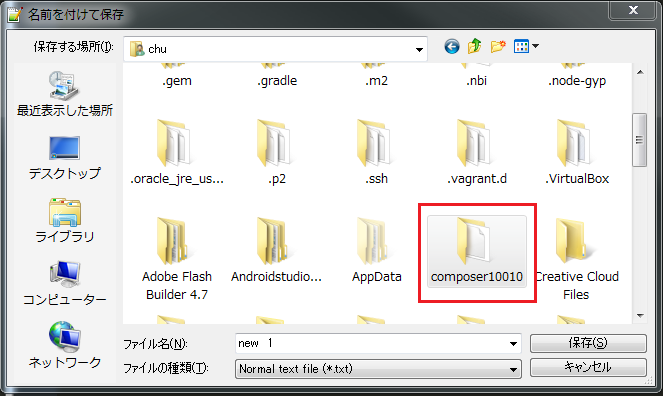 名前を付けて保存
保存する場所(I):
chu
最近表示した場所
デスクトップ
ライブラリ
コンピューター
ネットワーク
.gem
.gradle
.m2
.nbi
.node-gyp
.oracle_jre_us...
.p2
.ssh
.vagrant.d
.VirtualBox
Adobe Flash
Builder 4.7
Androidstudio...
AppData
composer10010
Creative Cloud
Files
ファイル名(N):
new 1
保存(S)
ファイルの種類(T):
Normal text file (*.txt)
キャンセル